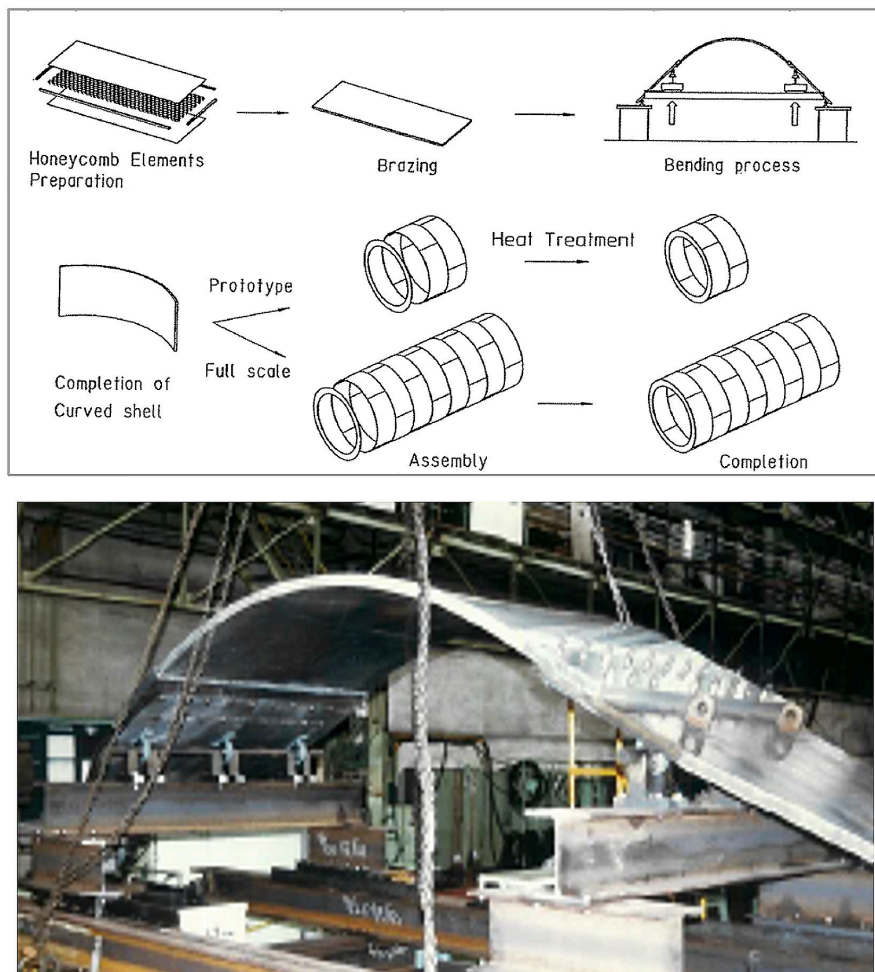 Honeycomb Elements
Preparation
Brazing
Bending process
Heat Treatment
Prototype
Full scale
Completion of
Curved shell
Assembly
Completion